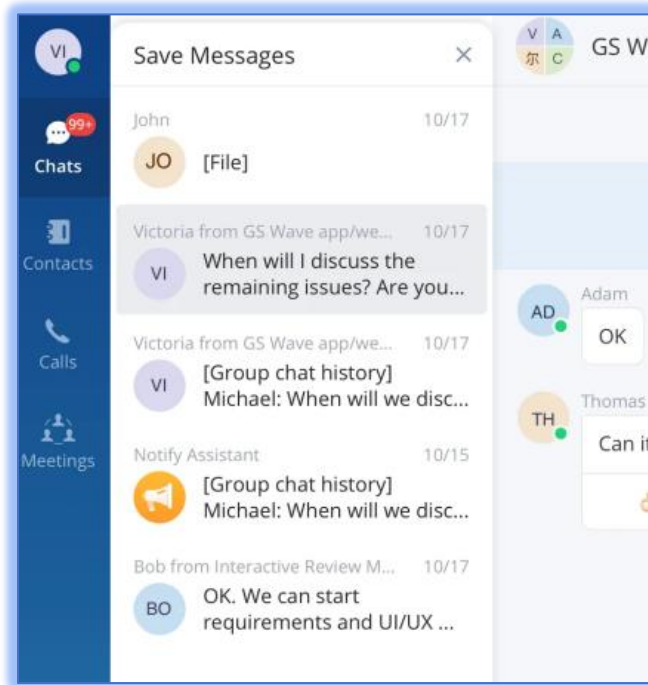 VI
99+
Chats
Contacts
Calls
Meetings
Save Messages
John 10/17
JO
[File]
Victoria from GS Wave app/we... 10/17
VI
When will I discuss the
remaining issues? Are you...
Victoria from GS Wave app/we... 10/17
VI
[Group chat history]
Michael: When will we disc...
Notify Assistant 10/15
[Group chat history]
Michael: When will we disc...
Bob from Interactive Review M... 10/17
BO
OK. We can start
requirements and UI/UX ...
V A
尔 C
GS W
Adam
AD
OK
Thomas
TH
Can